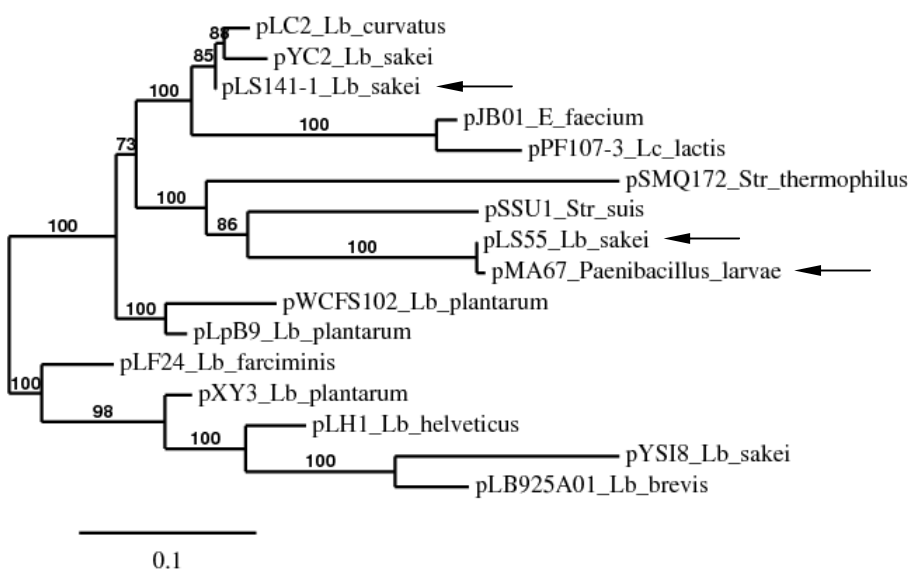 88
pLC2_Lb_curvatus
85
pYC2_Lb_sakei
pLS141-1_Lb_sakei
100
100
pJB01_E_faecium
pPF107-3_Lc_lactis
73
pSMQ172_Str_thermophilus
100
pSSU1_Str_suis
86
100
pLS55_Lb_sakei
100
pMA67_Paenibacillus_larvae
pWCFS102_Lb_plantarum
100
pLpB9_Lb_plantarum
pLF24_Lb_farciminis
100
pXY3_Lb_plantarum
98
pLH1_Lb_helveticus
100
pYSI8_Lb_sakei
100
pLB925A01_Lb_brevis
0.1